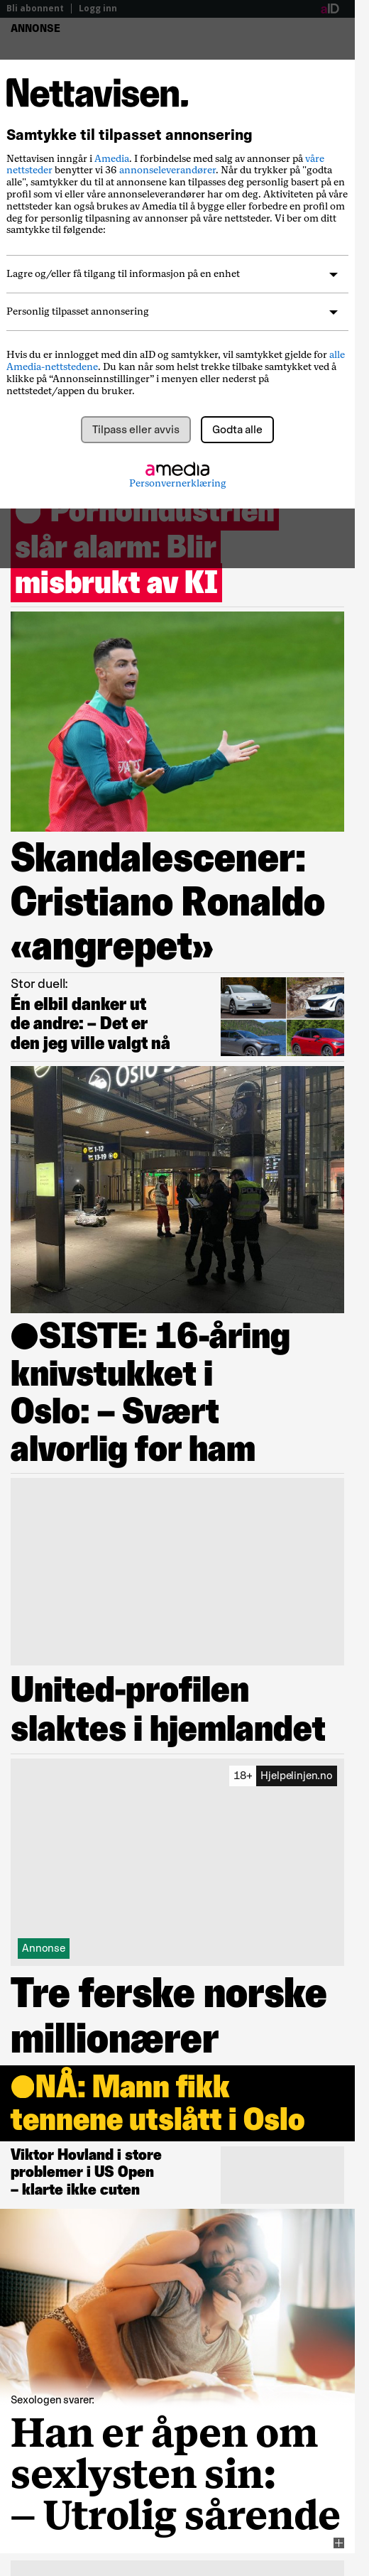 Bli abonnent | Logg inn aID
ANNONSE
Nettavisen.
Samtykke til tilpasset annonsering
Nettavisen inngår i Amedia. I forbindelse med salg av annonser på våre
nettsteder benytter vi 36 annonseleverandører. Når du trykker på "godta
alle", samtykker du til at annonsene kan tilpasses deg personlig basert på en
profil som vi eller våre annonseleverandører har om deg. Aktiviteten på våre
nettsteder kan også brukes av Amedia til å bygge eller forbedre en profil om
deg for personlig tilpasning av annonser på våre nettsteder. Vi ber om ditt
samtykke til følgende:
Lagre og/eller få tilgang til informasjon på en enhet
Personlig tilpasset annonsering
Hvis du er innlogget med din aID og samtykker, vil samtykket gjelde for alle
Amedia-nettstedene. Du kan når som helst trekke tilbake samtykket ved å
klikke på “Annonseinnstillinger” i menyen eller nederst på
nettstedet/appen du bruker.
Tilpass eller avvis Godta alle
amedia
Personvernerklæring
Pornoindustrien
slår alarm: Blir
misbrukt av KI
Skandalescener:
Cristiano Ronaldo
«angrepet»
Stor duell:
Én elbil danker ut
de andre: – Det er
den jeg ville valgt nå
OSLO S
1-12
13-19
●SISTE: 16-åring
knivstukket i
Oslo: – Svært
alvorlig for ham
United-profilen
slaktes i hjemlandet
18+ Hjelpelinjen.no
Annonse
Tre ferske norske
millionærer
●NÅ: Mann fikk
tennene utslått i Oslo
Viktor Hovland i store
problemer i US Open
– klarte ikke cuten
Sexologen svarer:
Han er åpen om
sexlysten sin:
– Utrolig sårende